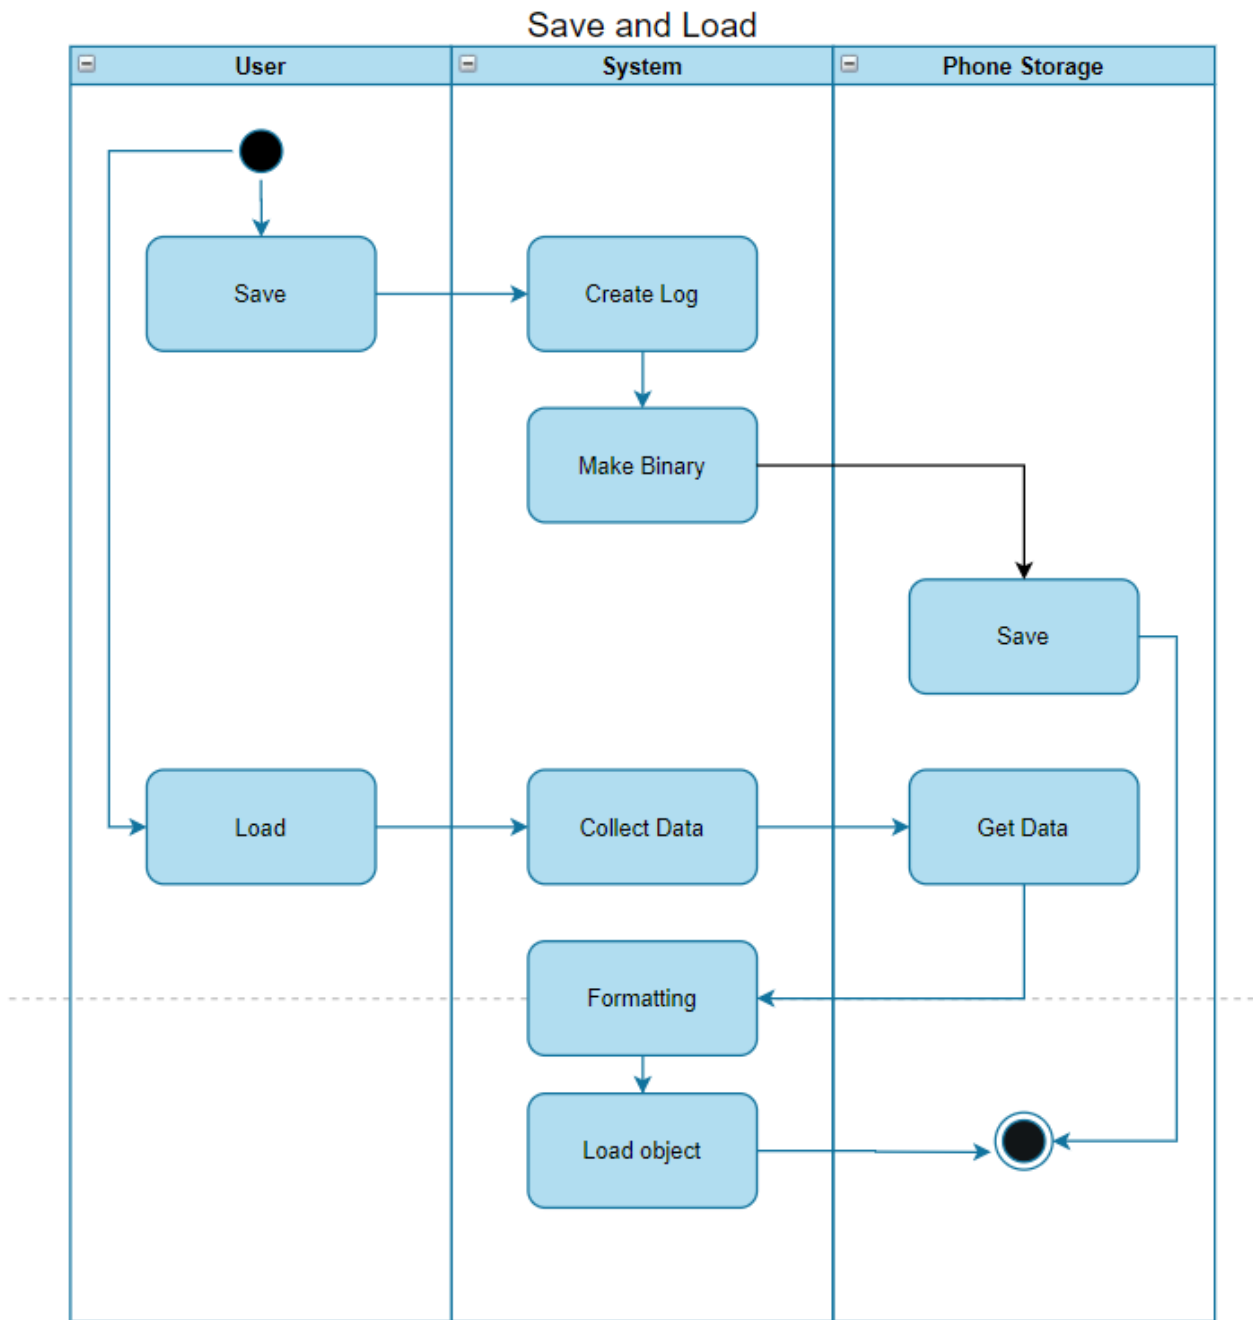 Save and Load
User
System
Phone Storage
Save
Create Log
Make Binary
Save
Load
Collect Data
Get Data
Formatting
Load object